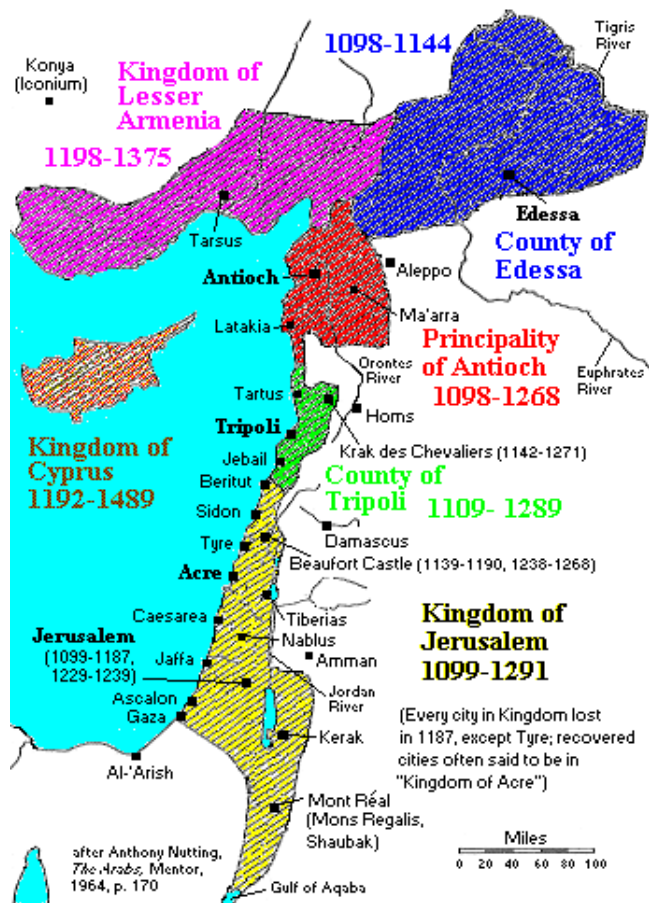 1098-1144
Tigris
River
Konya
(Iconium)
Kingdom of
Lesser
Armenia
1198-1375
Tarsus
Edessa
County of
Edessa
Antioch
Aleppo
Ma'arra
Latakia
Principality
of Antioch
1098-1268
Orontes
River
Euphrates
River
Tartus
Homs
Tripoli
Krak des Chevaliers (1142-1271)
Kingdom of
Cyprus
1192-1489
Jebail
County of
Tripoli
1109- 1289
Beritut
Sidon
Damascus
Tyre
Beaufort Castle (1139-1190, 1238-1268)
Acre
Caesarea
Tiberias
Kingdom of
Jerusalem
1099-1291
Jerusalem
(1099-1187,
1229-1239)
Nablus
Jaffa
Amman
Jordan
River
Ascalon
Gaza
(Every city in Kingdom lost
in 1187, except Tyre; recovered
cities often said to be in
"Kingdom of Acre")
Kerak
Al-'Arish
Mont Réal
(Mons Regalis,
Shaubak)
Miles
0 20 40 60 80 100
after Anthony Nutting,
The Arabs, Mentor,
1964, p. 170
Gulf of Aqaba